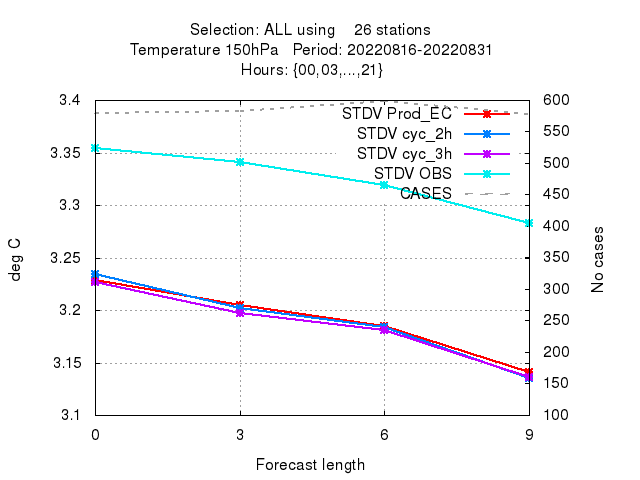 Selection: ALL using 26 stations
Temperature 150hPa Period: 20220816-20220831
Hours: {00,03,...,21}
3.4
3.35
3.3
3.25
3.2
3.15
3.1
deg C
STDV Prod_EC
STDV cyc_2h
STDV cyc_3h
STDV OBS
CASES
600
550
500
450
400
350
300
250
200
150
100
No cases
0 3 6 9
Forecast length